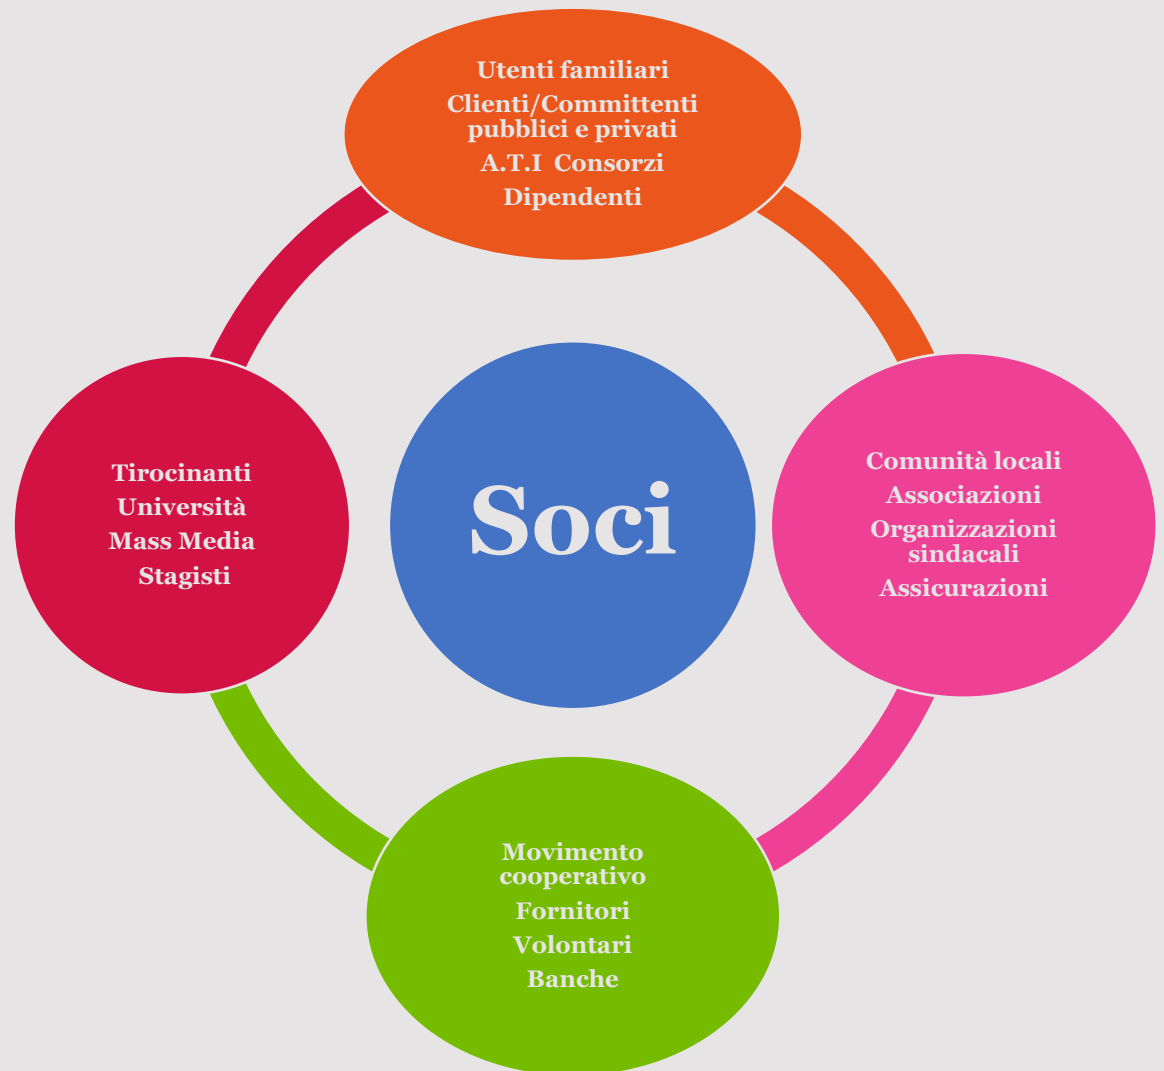 Utenti familiari
Clienti/Committenti
pubblici e privati
A.T.I  Consorzi
Dipendenti
Tirocinanti
Università
Mass Media
Stagisti
Soci
Comunità locali
Associazioni
Organizzazioni
sindacali
Assicurazioni
Movimento
cooperativo
Fornitori
Volontari
Banche